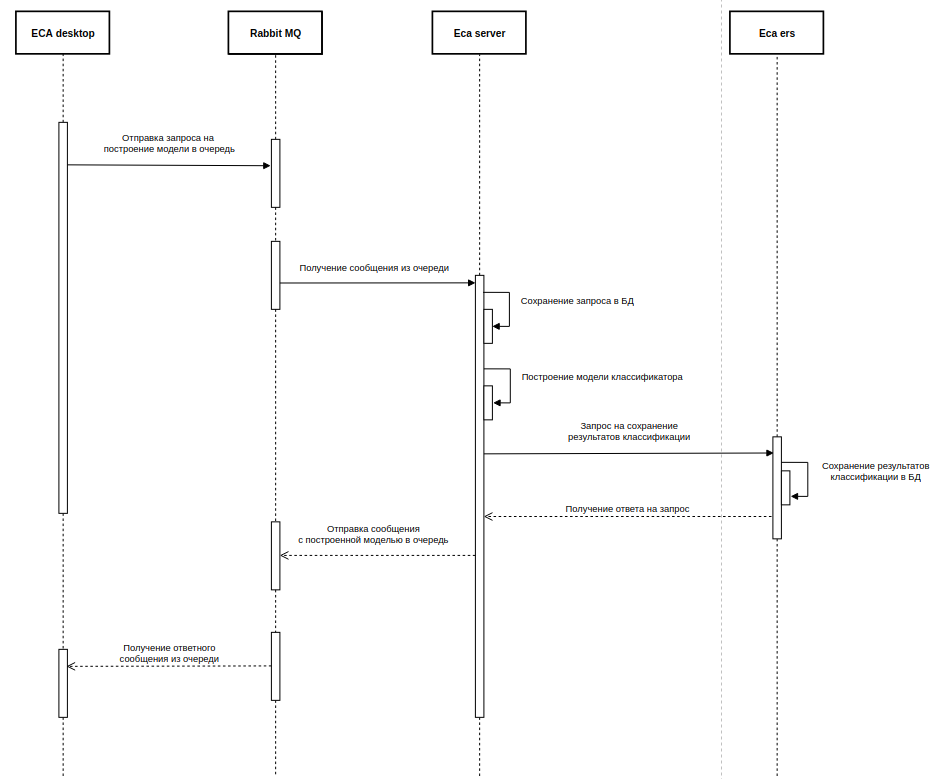 ECA desktop
Rabbit MQ
Eca server
Eca ers
Отправка запроса на
построение модели в очередь
Получение сообщения из очереди
Сохранение запроса в БД
Построение модели классификатора
Запрос на сохранение
результатов классификации
Сохранение результатов
классификации в БД
Получение ответа на запрос
Отправка сообщения
с построенной моделью в очередь
Получение ответного
сообщения из очереди